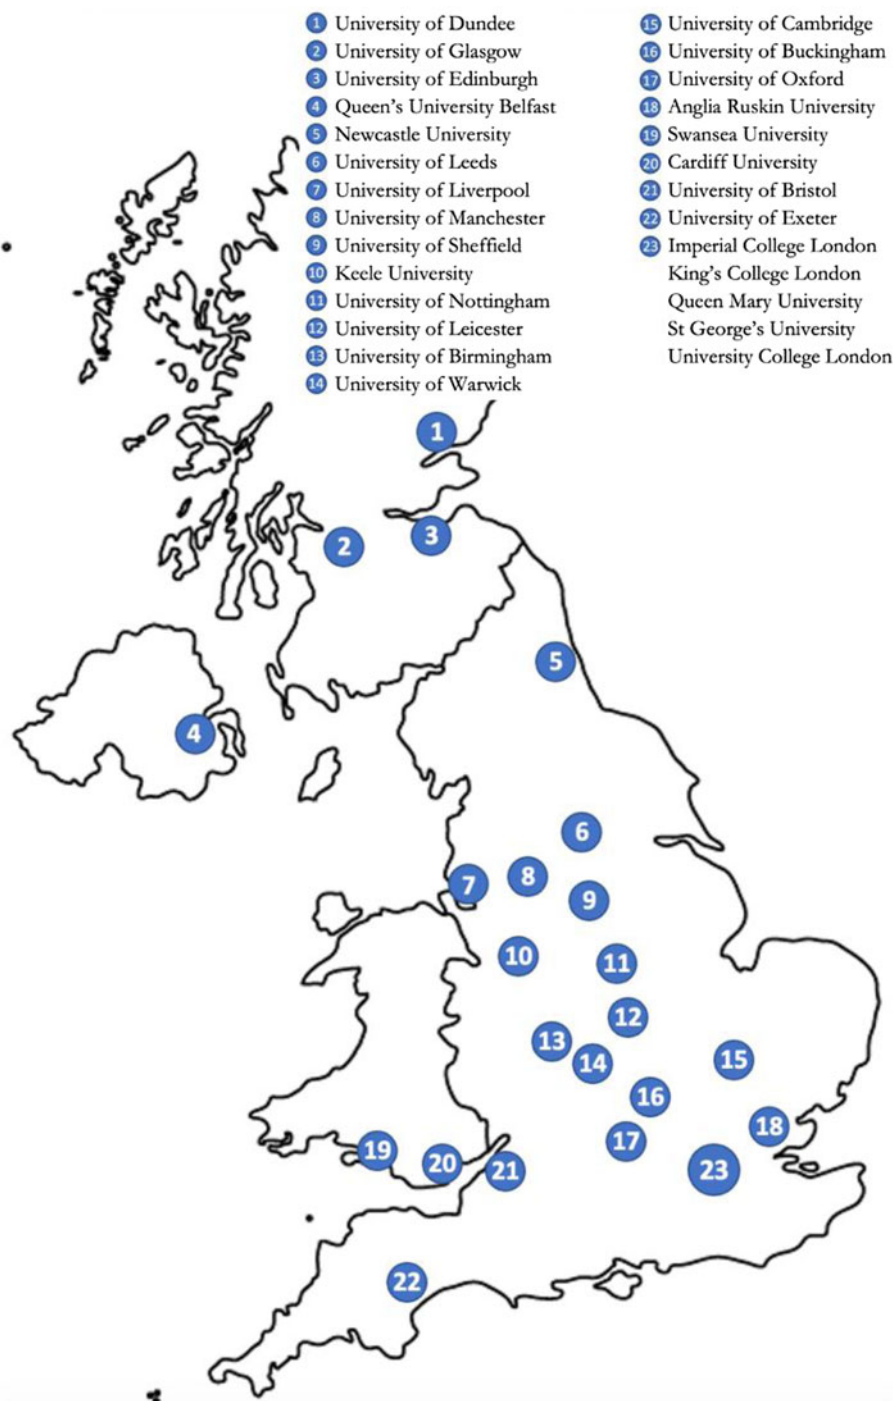 1 University of Dundee
2 University of Glasgow
3 University of Edinburgh
4 Queen's University Belfast
5 Newcastle University
6 University of Leeds
7 University of Liverpool
8 University of Manchester
9 University of Sheffield
10 Keele University
11 University of Nottingham
12 University of Leicester
13 University of Birmingham
14 University of Warwick
15 University of Cambridge
16 University of Buckingham
17 University of Oxford
18 Anglia Ruskin University
19 Swansea University
20 Cardiff University
21 University of Bristol
22 University of Exeter
23 Imperial College London
King's College London
Queen Mary University
St George's University
University College London
1
2
3
4
5
6
7
8
9
10
11
12
13
14
15
16
17
18
19
20
21
22
23